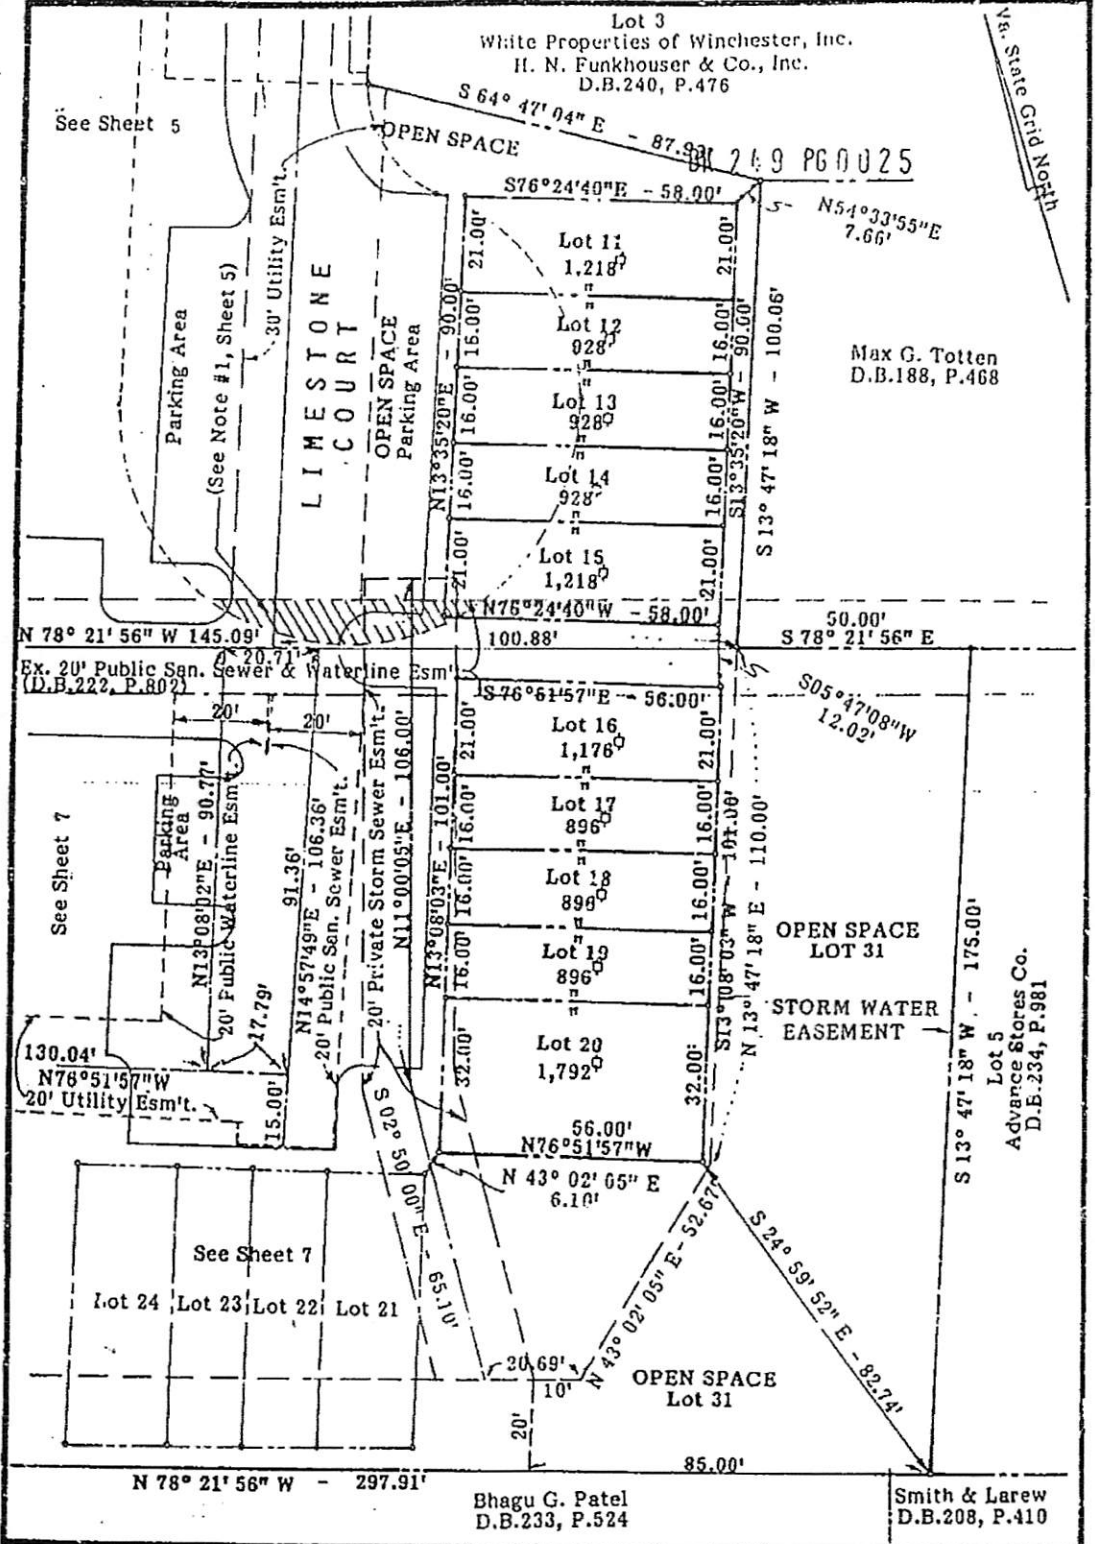 Lot 3
White Properties of Winchester, Inc.
H. N. Funkhouser & Co., Inc.
D.B.240, P.476
Va. State Grid North
See Sheet 5
S 64° 47' 04" E - 87.93'
OPEN SPACE
BK 249 PG0025
S76°24'40"E - 58.00'
N54°33'55"E
7.66'
30' Utility Esm't.
Lot 11
1,218
21.00'
21.00'
Parking Area
(See Note #1, Sheet 5)
LIMESTONE
COURT
OPEN SPACE
Parking Area
N13°35'20"E - 90.00'
Lot 12
928
16.00'
16.00'
S13°35'20"W - 90.00'
S 13° 47' 18" W - 100.06'
Max G. Totten
D.B.188, P.468
Lot 13
928
16.00'
16.00'
Lot 14
928
16.00'
16.00'
Lot 15
1,218
21.00'
21.00'
N76°24'40"W - 58.00'
N 78° 21' 56" W 145.09'
100.88'
50.00'
S 78° 21' 56" E
20.71'
Ex. 20' Public San. Sewer & Waterline Esm't
(D.B.222, P.802)
S76°51'57"E - 56.00'
S05°47'08"W
12.02'
20'
20'
Lot 16
1,176
21.00'
21.00'
See Sheet 7
Parking
Area
N13°08'02"E - 90.77'
20' Public Waterline Esm't.
91.36'
N14°57'49"E - 106.36'
20' Public San. Sewer Esm't.
20' Private Storm Sewer Esm't.
N11°00'05"E - 106.00'
N13°08'03"E - 101.00'
Lot 17
896
16.00'
16.00'
S13°08'03"W - 101.00'
N 13°47'18" E - 110.00'
Lot 18
896
16.00'
16.00'
OPEN SPACE
LOT 31
Lot 19
896
16.00'
16.00'
STORM WATER
EASEMENT
S 13° 47' 18" W - 175.00'
Lot 5
Advance Stores Co.
D.B.234, P.981
Lot 20
1,792
32.00'
32.00'
17.79'
130.04'
N76°51'57"W
20' Utility Esm't.
15.00'
56.00'
N76°51'57"W
N 43° 02' 05" E
6.10'
S 02° 50' 00" E - 65.10'
N 43° 02' 05" E - 52.67'
S 24° 59' 52" E - 82.74'
See Sheet 7
Lot 24
Lot 23
Lot 22
Lot 21
20.69'
10'
OPEN SPACE
Lot 31
20'
85.00'
N 78° 21' 56" W - 297.91'
Bhagu G. Patel
D.B.233, P.524
Smith & Larew
D.B.208, P.410